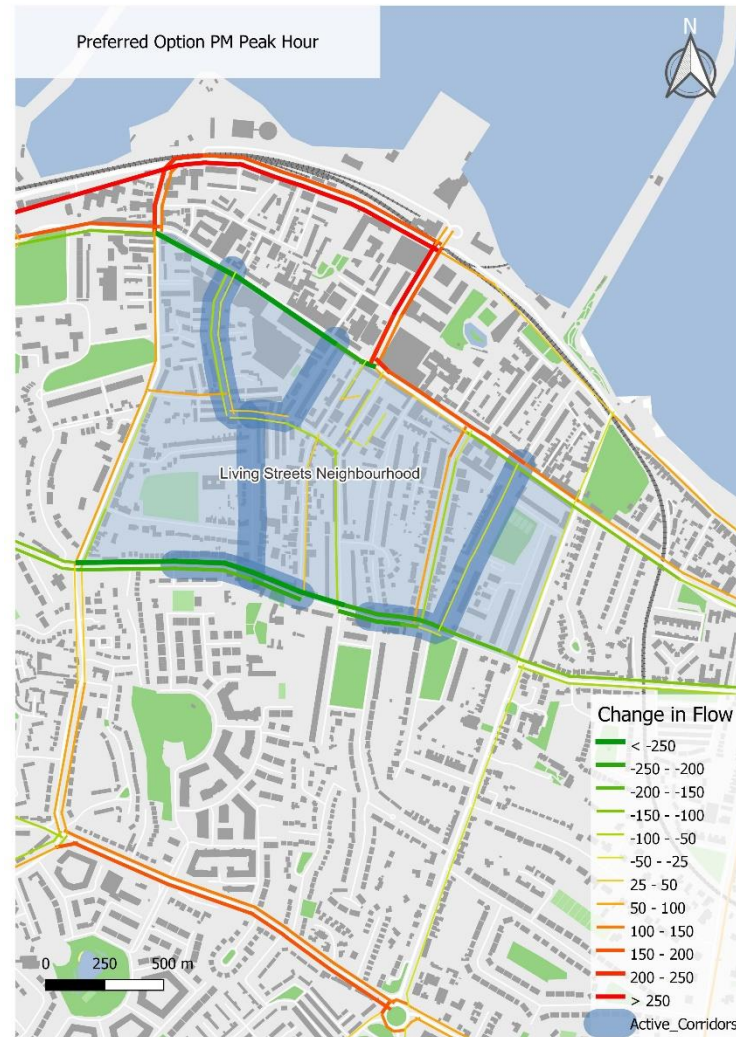 Preferred Option PM Peak Hour
N
Living Streets Neighbourhood
Change in Flow
< -250
-250 - -200
-200 - -150
-150 - -100
-100 - -50
-50 - -25
25 - 50
50 - 100
100 - 150
150 - 200
200 - 250
> 250
Active_Corridors
0 250 500 m